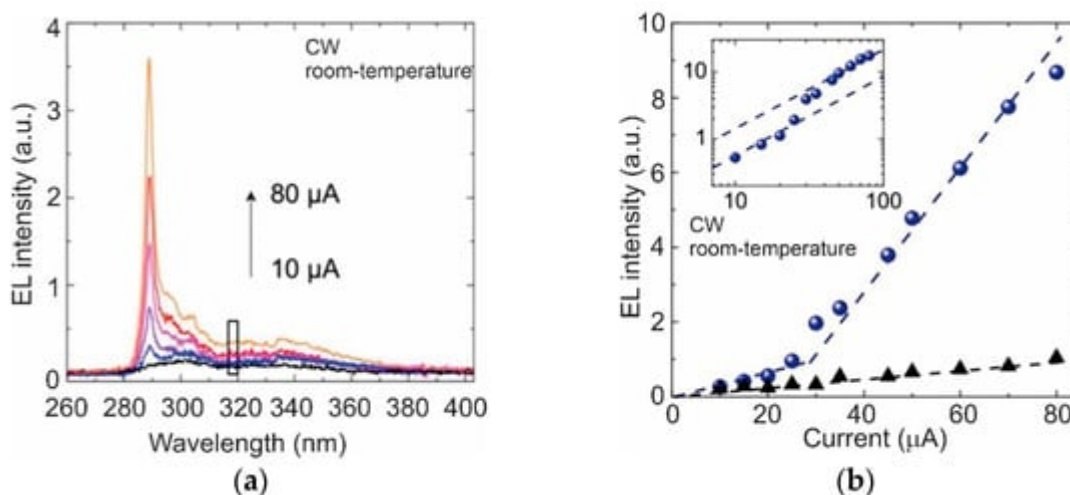 EL intensity (a.u.)
4
3
2
1
0
CW
room-temperature
80 μA
10 μA
260 280 300 320 340 360 380 400
Wavelength (nm)
(a)
EL intensity (a.u.)
10
8
6
4
2
0
10
1
10 100
CW
room-temperature
0 20 40 60 80
Current (μA)
(b)